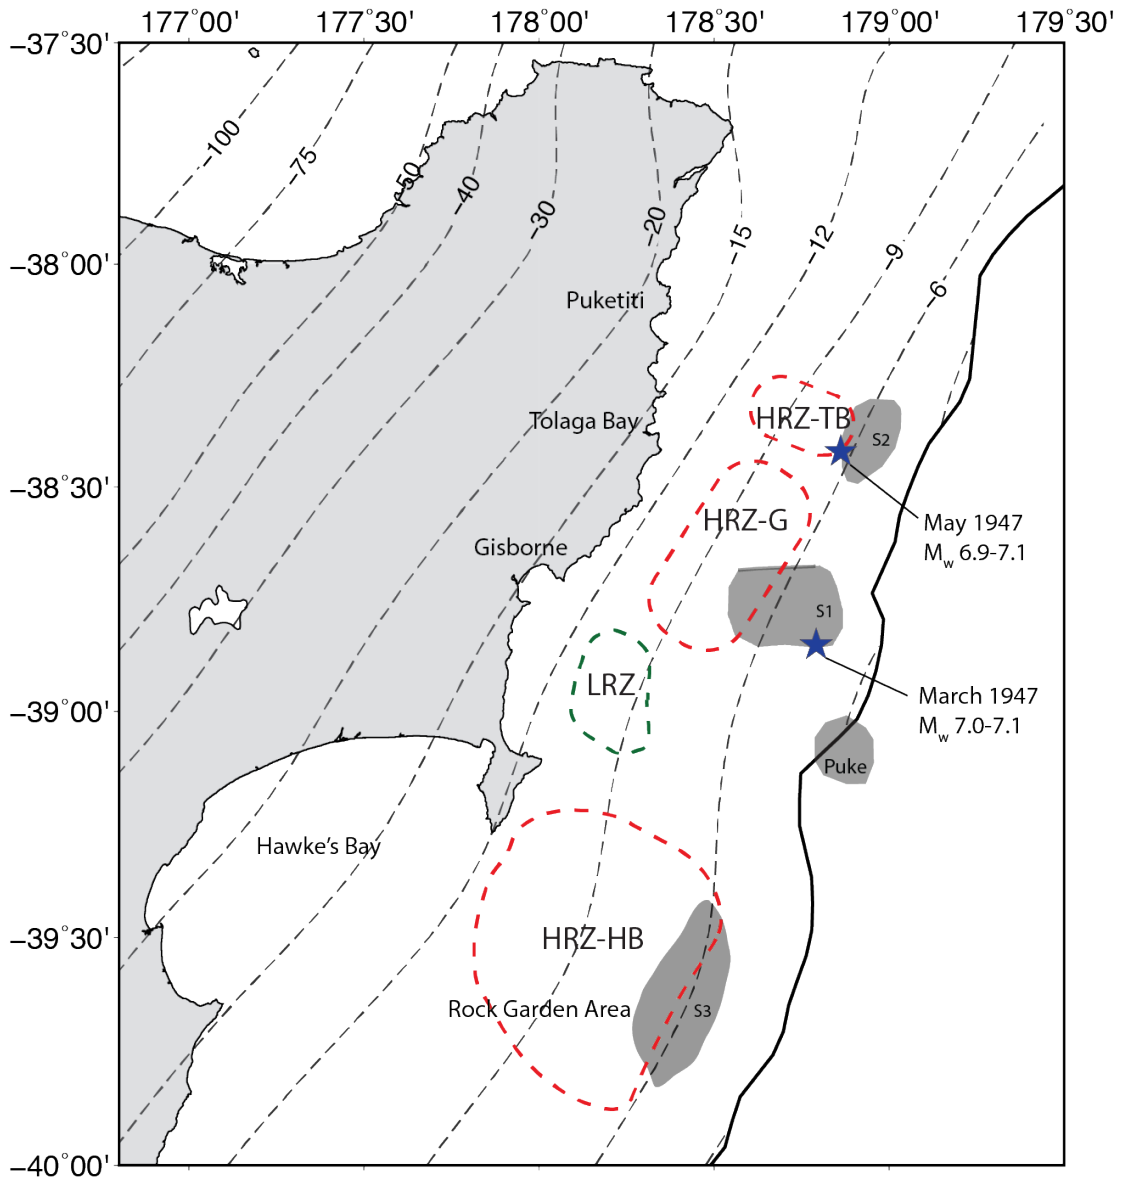 177°00' 177°30' 178°00' 178°30' 179°00' 179°30'
−37°30'
−100
−75
−50
−40
−30
−20
−15
−12
−9
−6
−38°00'
Puketiti
HRZ-TB
Tolaga Bay
S2
−38°30'
HRZ-G
May 1947
Mw 6.9-7.1
Gisborne
S1
LRZ
March 1947
Mw 7.0-7.1
−39°00'
Puke
Hawke's Bay
−39°30'
HRZ-HB
Rock Garden Area
S3
−40°00'